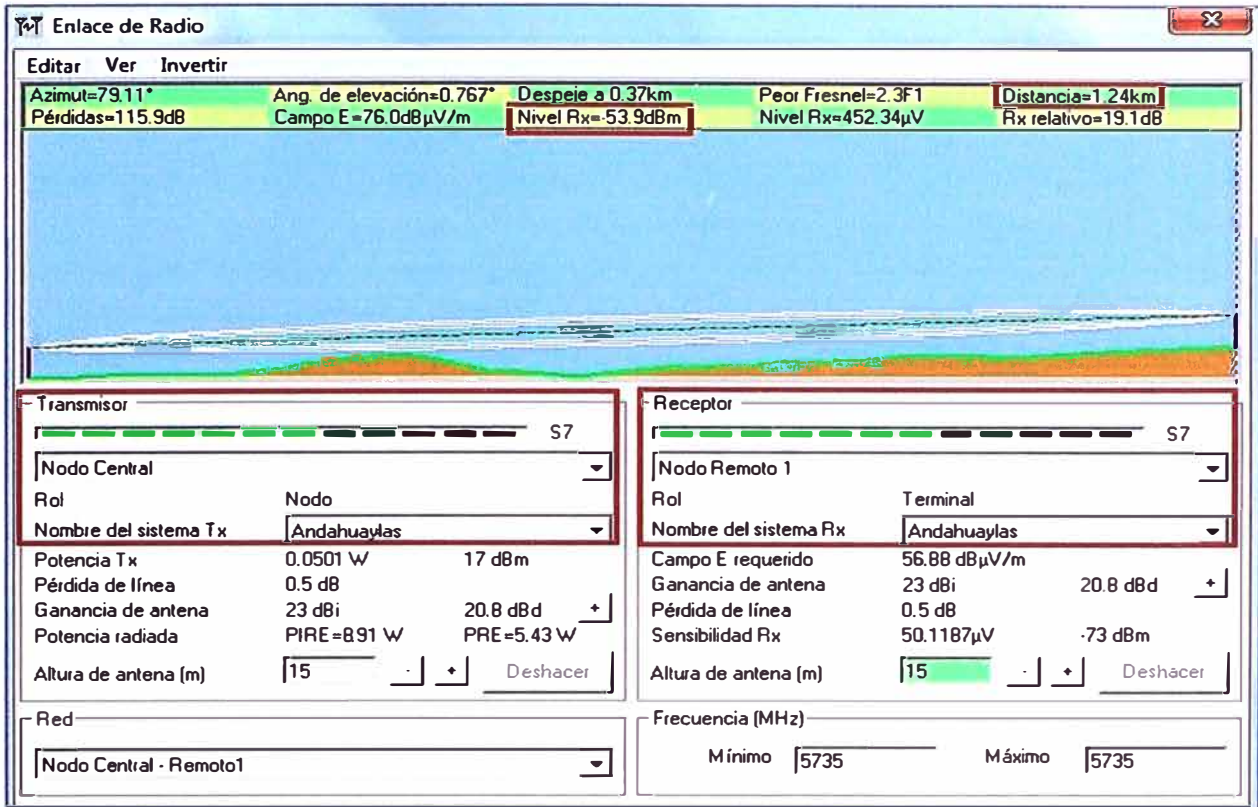 Enlace de Radio
Editar Ver Invertir
Azimut=79.11° Ang. de elevación=0.767° Despeje a 0.37km Peor Fresnel=2.3F1 Distancia=1.24km
Pérdidas=115.9dB Campo E=76.0dBµV/m Nivel Rx=-53.9dBm Nivel Rx=452.34µV Rx relativo=19.1dB
Transmisor
S7
Nodo Central
Rol Nodo
Nombre del sistema Tx Andahuaylas
Potencia Tx 0.0501 W 17 dBm
Pérdida de línea 0.5 dB
Ganancia de antena 23 dBi 20.8 dBd +
Potencia radiada PIRE=8.91 W PRE=5.43 W
Altura de antena (m) 15 - + Deshacer
Receptor
S7
Nodo Remoto 1
Rol Terminal
Nombre del sistema Rx Andahuaylas
Campo E requerido 56.88 dBµV/m
Ganancia de antena 23 dBi 20.8 dBd +
Pérdida de línea 0.5 dB
Sensibilidad Rx 50.1187µV -73 dBm
Altura de antena (m) 15 - + Deshacer
Red
Nodo Central - Remoto1
Frecuencia (MHz)
Mínimo 5735 Máximo 5735